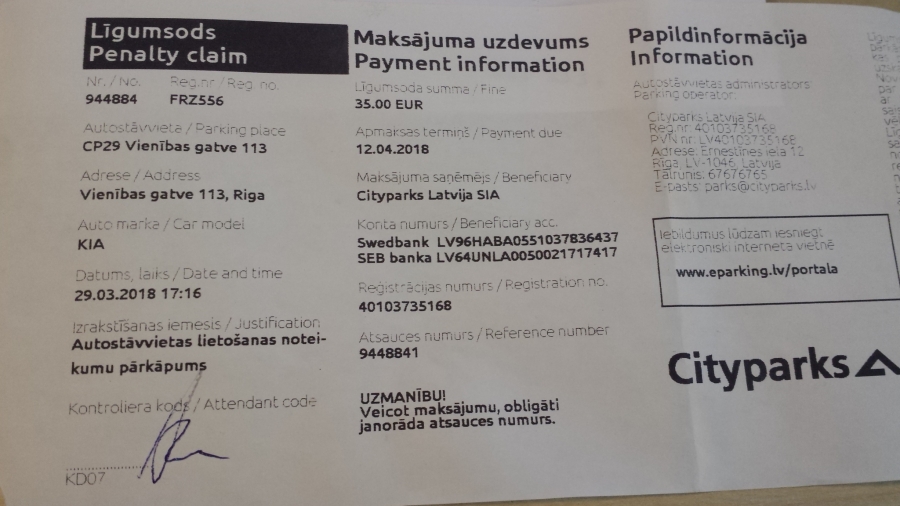 Līgumsods
Penalty claim
Nr. / No. Reg.nr / Reg. no.
944884 FRZ556
Autostāvvieta / Parking place
CP29 Vienības gatve 113
Adrese / Address
Vienības gatve 113, Riga
Auto marka / Car model
KIA
Datums, laiks / Date and time
29.03.2018 17:16
Izrakstīšanas iemesls / Justification
Autostāvvietas lietošanas notei-
kumu pārkāpums
Kontroliera kods / Attendant code
KD07
Maksājuma uzdevums
Payment information
Līgumsoda summa / Fine
35.00 EUR
Apmaksas termiņš / Payment due
12.04.2018
Maksājuma saņēmējs / Beneficiary
Cityparks Latvija SIA
Konta numurs / Beneficiary acc.
Swedbank LV96HABA0551037836437
SEB banka LV64UNLA0050021717417
Reģistrācijas numurs / Registration no.
40103735168
Atsauces numurs / Reference number
9448841
UZMANĪBU!
Veicot maksājumu, obligāti
janorāda atsauces numurs.
Papildinformācija
Information
Autostāvvietas administrators:
Parking operator:
Cityparks Latvija SIA
Reg.nr: 40103735168
PVN nr: LV40103735168
Adrese: Ernestīnes iela 12
Rīga, LV-1046, Latvija
Tālrunis: 67676765
E-pasts: parks@cityparks.lv
Iebildumus lūdzam iesniegt
elektroniski interneta vietnē
www.eparking.lv/portala
Cityparks